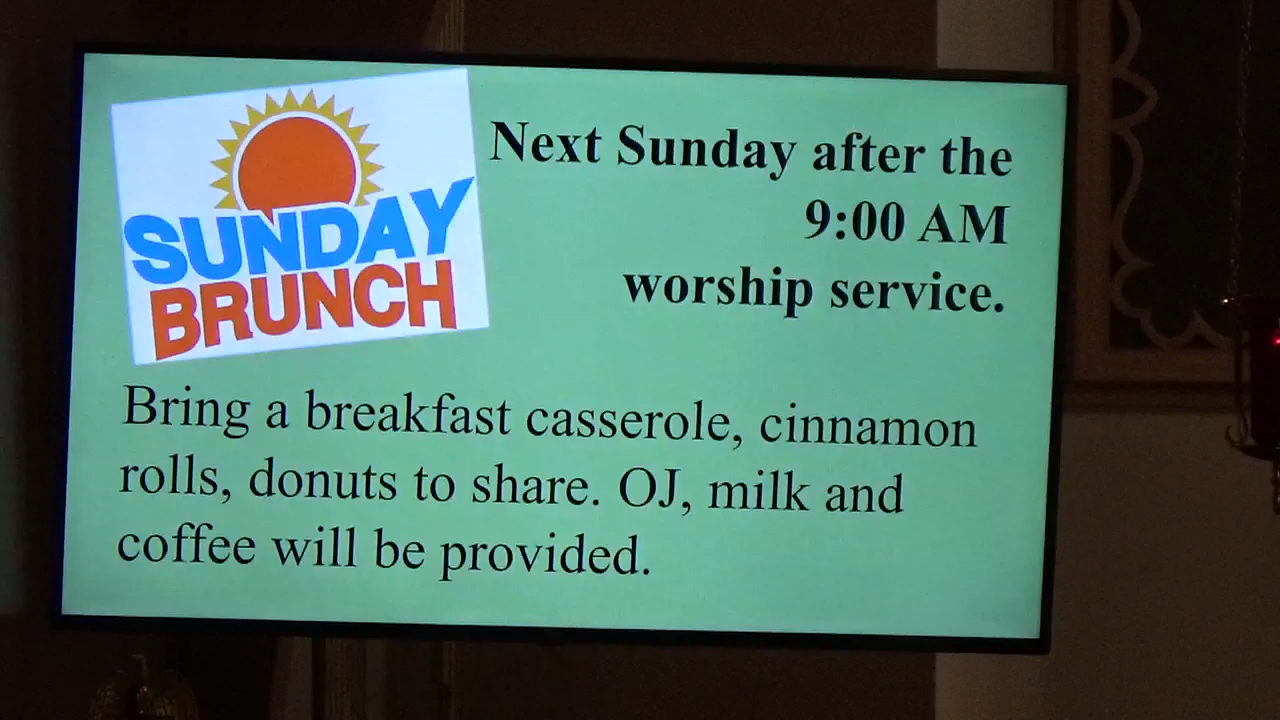 SUNDAY
BRUNCH
Next Sunday after the
9:00 AM
worship service.
Bring a breakfast casserole, cinnamon
rolls, donuts to share. OJ, milk and
coffee will be provided.